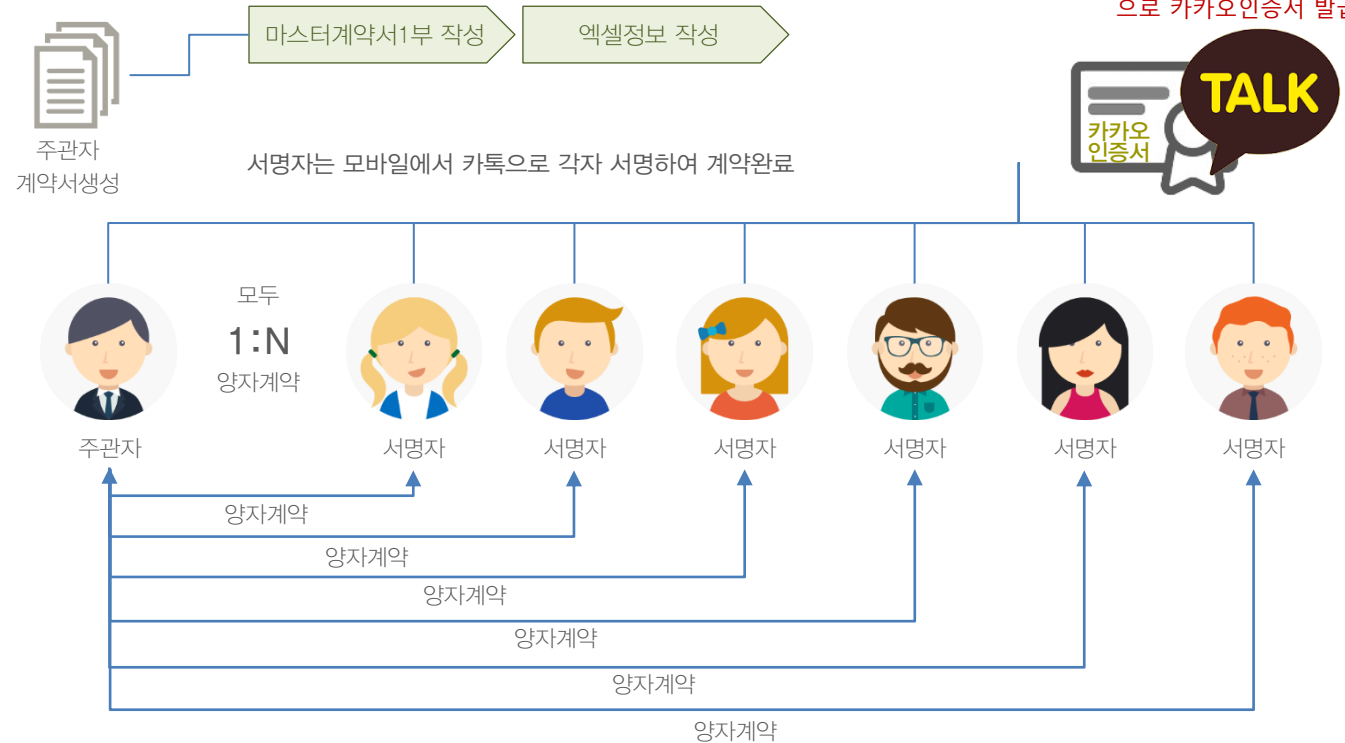 으로 카카오인증서 발급
마스터계약서1부 작성
엑셀정보 작성
TALK
카카오
인증서
주관자
계약서생성
서명자는 모바일에서 카톡으로 각자 서명하여 계약완료
모두
1:N
양자계약
주관자
서명자
서명자
서명자
서명자
서명자
서명자
양자계약
양자계약
양자계약
양자계약
양자계약
양자계약